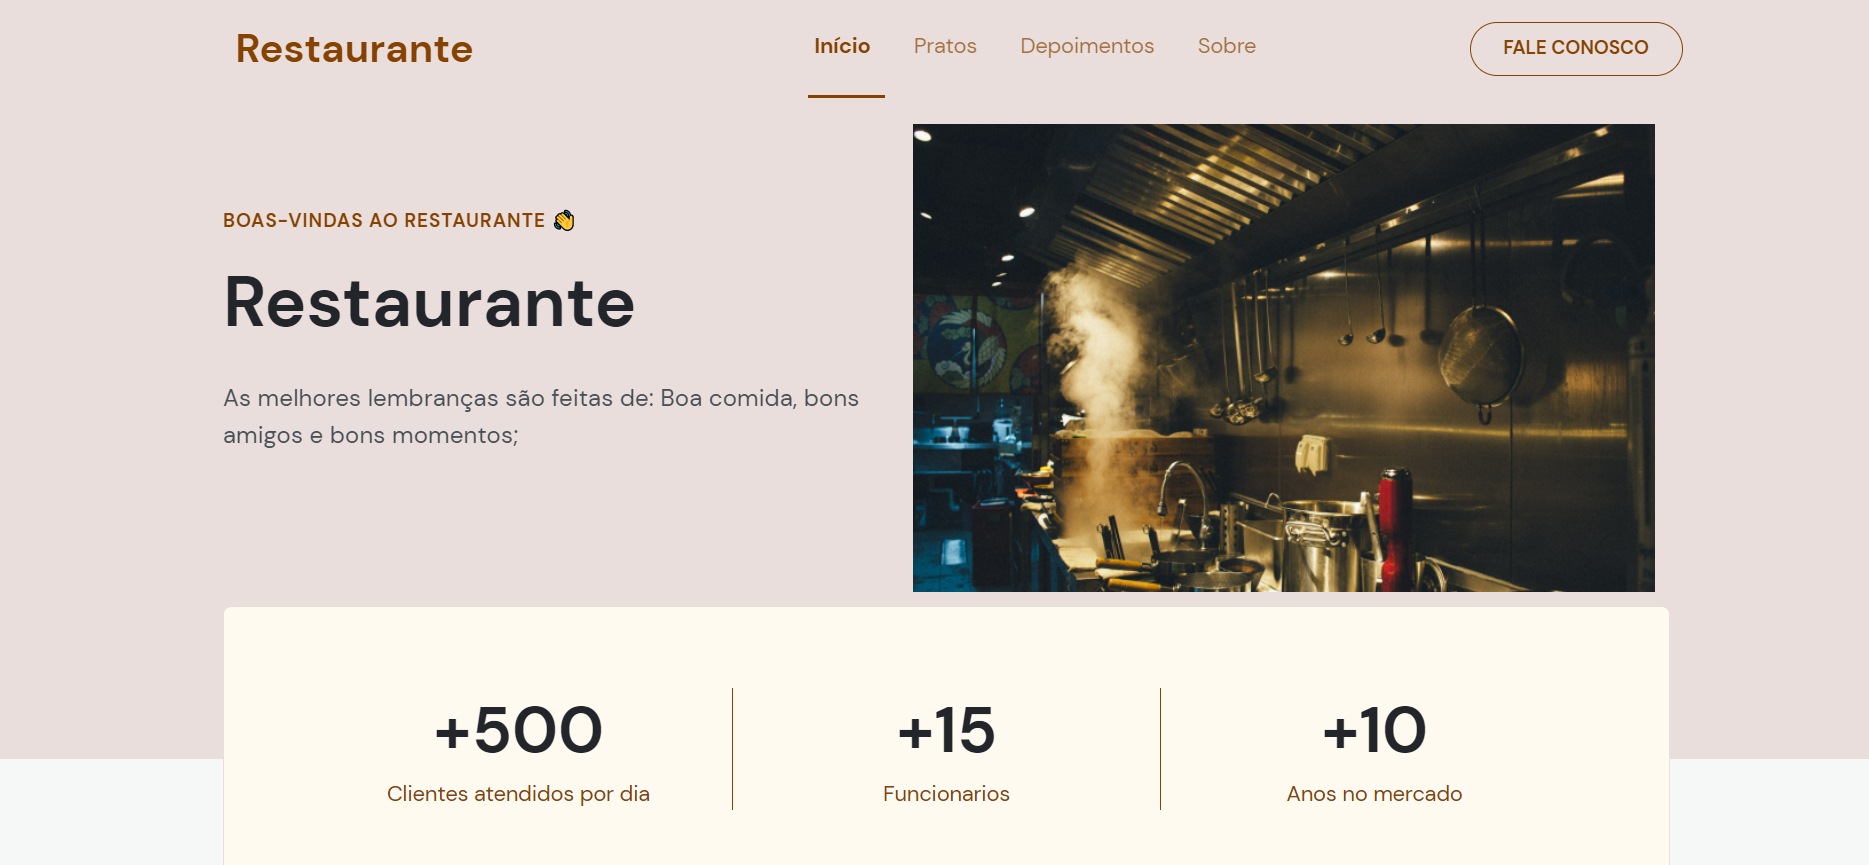 Restaurante
Início
Pratos
Depoimentos
Sobre
FALE CONOSCO
BOAS-VINDAS AO RESTAURANTE 👋
Restaurante
As melhores lembranças são feitas de: Boa comida, bons
amigos e bons momentos;
+500
Clientes atendidos por dia
+15
Funcionarios
+10
Anos no mercado